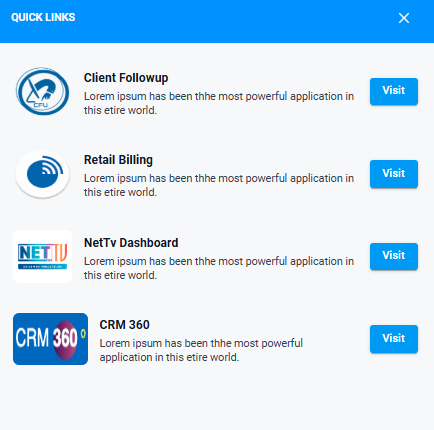 QUICK LINKS
CFU
Client Followup
Lorem ipsum has been thhe most powerful application in
this etire world.
Visit
Retail Billing
Lorem ipsum has been thhe most powerful application in
this etire world.
Visit
NET TV
NetTv Dashboard
Lorem ipsum has been thhe most powerful application in
this etire world.
Visit
CRM 360°
CRM 360
Lorem ipsum has been thhe most powerful
application in this etire world.
Visit